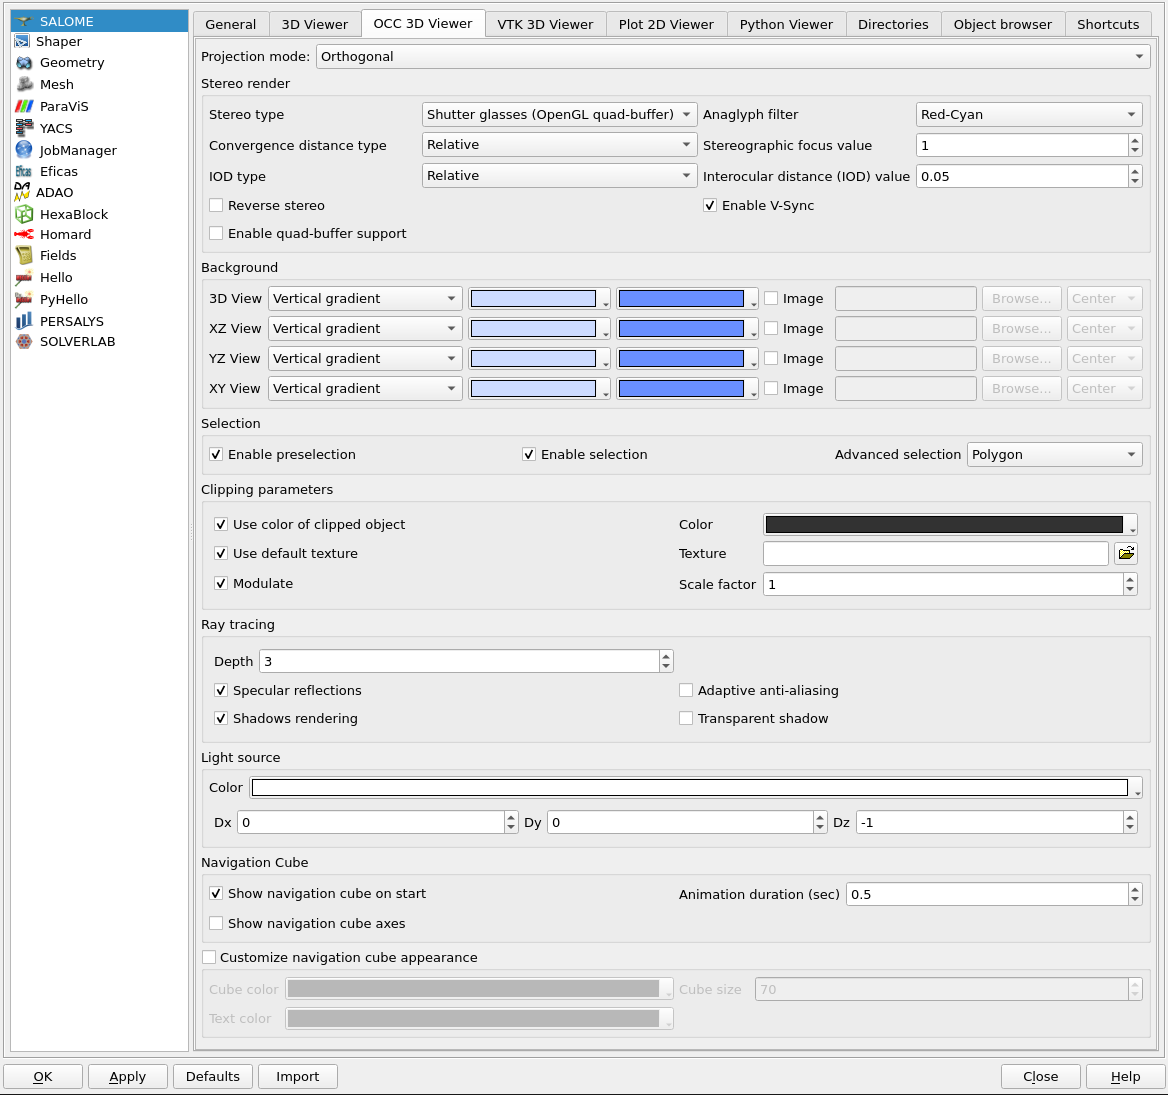 SALOME
Shaper
Geometry
Mesh
ParaViS
YACS
JobManager
Eficas
ADAO
HexaBlock
Homard
Fields
Hello
PyHello
PERSALYS
SOLVERLAB
General 3D Viewer OCC 3D Viewer VTK 3D Viewer Plot 2D Viewer Python Viewer Directories Object browser Shortcuts
Projection mode: Orthogonal
Stereo render
Stereo type Shutter glasses (OpenGL quad-buffer) Anaglyph filter Red-Cyan
Convergence distance type Relative Stereographic focus value 1
IOD type Relative Interocular distance (IOD) value 0.05
Reverse stereo Enable V-Sync
Enable quad-buffer support
Background
3D View Vertical gradient Image Browse... Center
XZ View Vertical gradient Image Browse... Center
YZ View Vertical gradient Image Browse... Center
XY View Vertical gradient Image Browse... Center
Selection
Enable preselection Enable selection Advanced selection Polygon
Clipping parameters
Use color of clipped object Color
Use default texture Texture
Modulate Scale factor 1
Ray tracing
Depth 3
Specular reflections Adaptive anti-aliasing
Shadows rendering Transparent shadow
Light source
Color
Dx 0 Dy 0 Dz -1
Navigation Cube
Show navigation cube on start Animation duration (sec) 0.5
Show navigation cube axes
Customize navigation cube appearance
Cube color Cube size 70
Text color
OK Apply Defaults Import Close Help